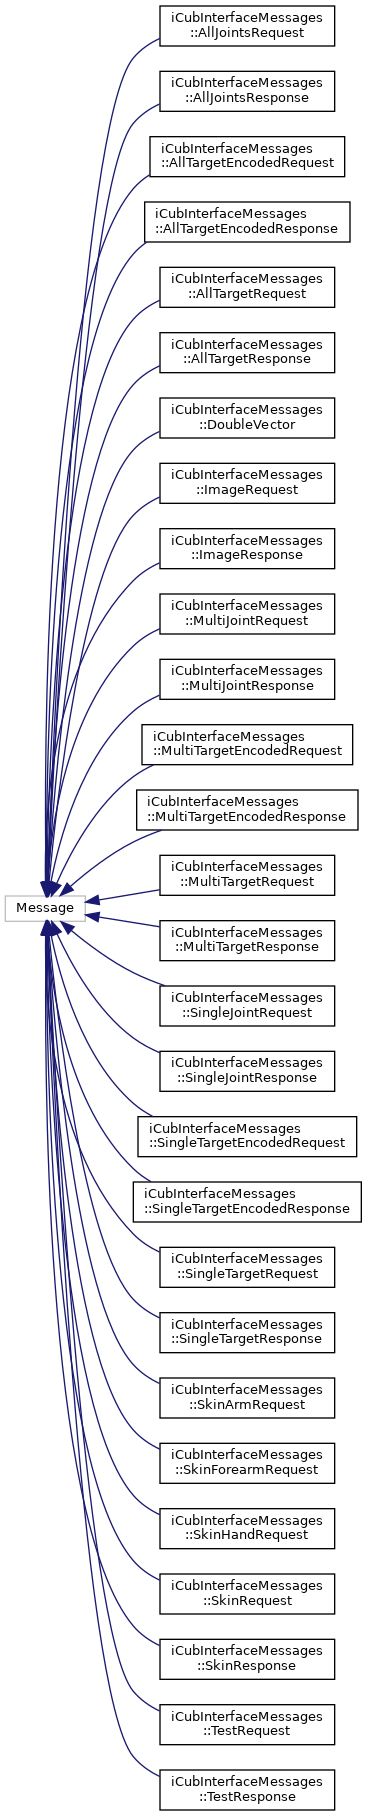 iCubInterfaceMessages
::AllJointsRequest
iCubInterfaceMessages
::AllJointsResponse
iCubInterfaceMessages
::AllTargetEncodedRequest
iCubInterfaceMessages
::AllTargetEncodedResponse
iCubInterfaceMessages
::AllTargetRequest
iCubInterfaceMessages
::AllTargetResponse
iCubInterfaceMessages
::DoubleVector
iCubInterfaceMessages
::ImageRequest
iCubInterfaceMessages
::ImageResponse
iCubInterfaceMessages
::MultiJointRequest
iCubInterfaceMessages
::MultiJointResponse
iCubInterfaceMessages
::MultiTargetEncodedRequest
iCubInterfaceMessages
::MultiTargetEncodedResponse
iCubInterfaceMessages
::MultiTargetRequest
Message
iCubInterfaceMessages
::MultiTargetResponse
iCubInterfaceMessages
::SingleJointRequest
iCubInterfaceMessages
::SingleJointResponse
iCubInterfaceMessages
::SingleTargetEncodedRequest
iCubInterfaceMessages
::SingleTargetEncodedResponse
iCubInterfaceMessages
::SingleTargetRequest
iCubInterfaceMessages
::SingleTargetResponse
iCubInterfaceMessages
::SkinArmRequest
iCubInterfaceMessages
::SkinForearmRequest
iCubInterfaceMessages
::SkinHandRequest
iCubInterfaceMessages
::SkinRequest
iCubInterfaceMessages
::SkinResponse
iCubInterfaceMessages
::TestRequest
iCubInterfaceMessages
::TestResponse